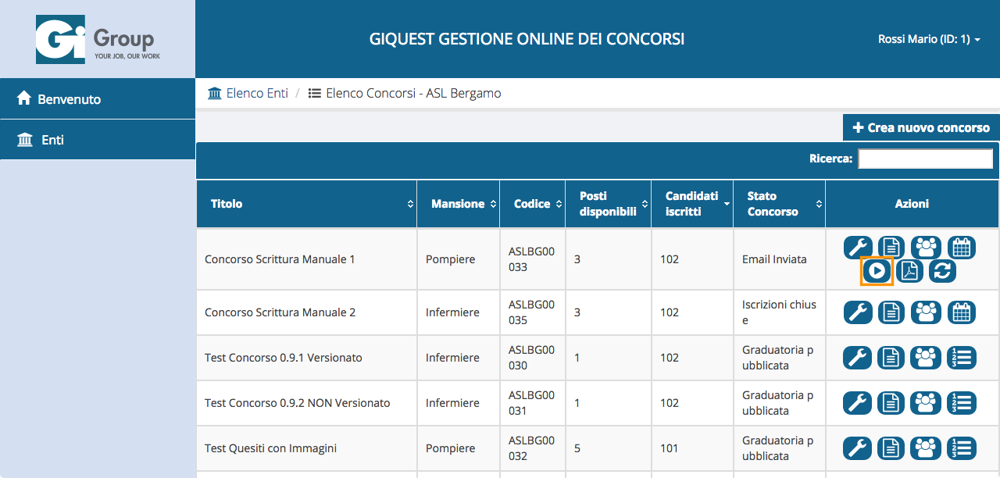 Gi Group
YOUR JOB, OUR WORK
GIQUEST GESTIONE ONLINE DEI CONCORSI
Rossi Mario (ID: 1)
Benvenuto
Enti
Elenco Enti / Elenco Concorsi - ASL Bergamo
Crea nuovo concorso
Ricerca:
Titolo Mansione Codice Posti disponibili Candidati iscritti Stato Concorso Azioni
Concorso Scrittura Manuale 1 Pompiere ASLBG00033 3 102 Email Inviata
Concorso Scrittura Manuale 2 Infermiere ASLBG00035 3 102 Iscrizioni chiuse
Test Concorso 0.9.1 Versionato Infermiere ASLBG00030 1 102 Graduatoria pubblicata
Test Concorso 0.9.2 NON Versionato Infermiere ASLBG00031 1 102 Graduatoria pubblicata
Test Quesiti con Immagini Pompiere ASLBG00032 5 101 Graduatoria pubblicata